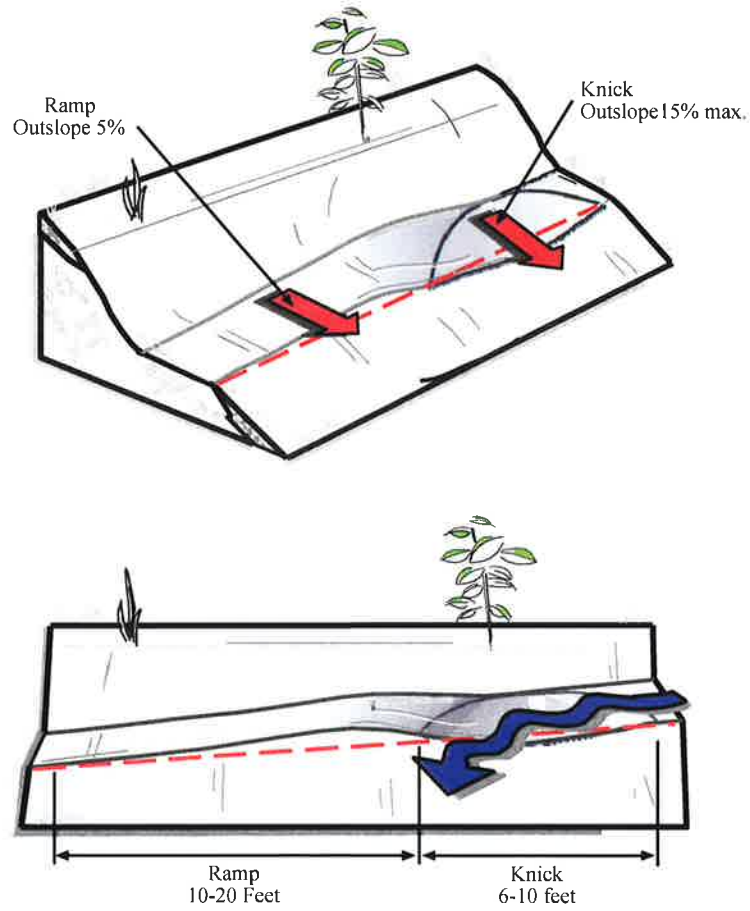 Ramp
Outslope 5%
Knick
Outslope15% max.
Ramp
10-20 Feet
Knick
6-10 feet